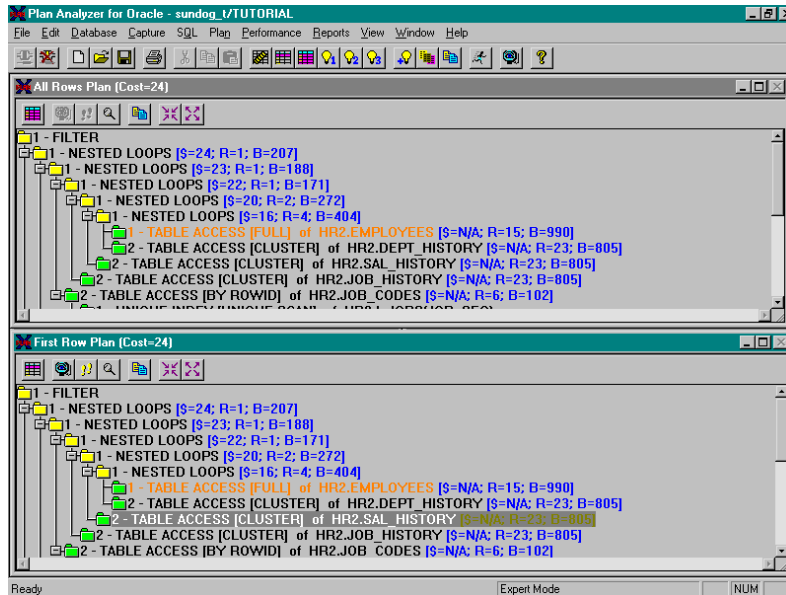 Plan Analyzer for Oracle - sundog_t/TUTORIAL
File Edit Database Capture SQL Plan Performance Reports View Window Help
All Rows Plan (Cost=24)
1 - FILTER
1 - NESTED LOOPS [$=24; R=1; B=207]
1 - NESTED LOOPS [$=23; R=1; B=188]
1 - NESTED LOOPS [$=22; R=1; B=171]
1 - NESTED LOOPS [$=20; R=2; B=272]
1 - NESTED LOOPS [$=16; R=4; B=404]
1 - TABLE ACCESS [FULL] of HR2.EMPLOYEES [$=N/A; R=15; B=990]
2 - TABLE ACCESS [CLUSTER] of HR2.DEPT_HISTORY [$=N/A; R=23; B=805]
2 - TABLE ACCESS [CLUSTER] of HR2.SAL_HISTORY [$=N/A; R=23; B=805]
2 - TABLE ACCESS [CLUSTER] of HR2.JOB_HISTORY [$=N/A; R=23; B=805]
2 - TABLE ACCESS [BY ROWID] of HR2.JOB_CODES [$=N/A; R=6; B=102]
1 - UNIQUE INDEX [UNIQUE SCAN] of
First Row Plan (Cost=24)
1 - FILTER
1 - NESTED LOOPS [$=24; R=1; B=207]
1 - NESTED LOOPS [$=23; R=1; B=188]
1 - NESTED LOOPS [$=22; R=1; B=171]
1 - NESTED LOOPS [$=20; R=2; B=272]
1 - NESTED LOOPS [$=16; R=4; B=404]
1 - TABLE ACCESS [FULL] of HR2.EMPLOYEES [$=N/A; R=15; B=990]
2 - TABLE ACCESS [CLUSTER] of HR2.DEPT_HISTORY [$=N/A; R=23; B=805]
2 - TABLE ACCESS [CLUSTER] of HR2.SAL_HISTORY [$=N/A; R=23; B=805]
2 - TABLE ACCESS [CLUSTER] of HR2.JOB_HISTORY [$=N/A; R=23; B=805]
2 - TABLE ACCESS [BY ROWID] of HR2.JOB_CODES [$=N/A; R=6; B=102]
Ready Expert Mode NUM